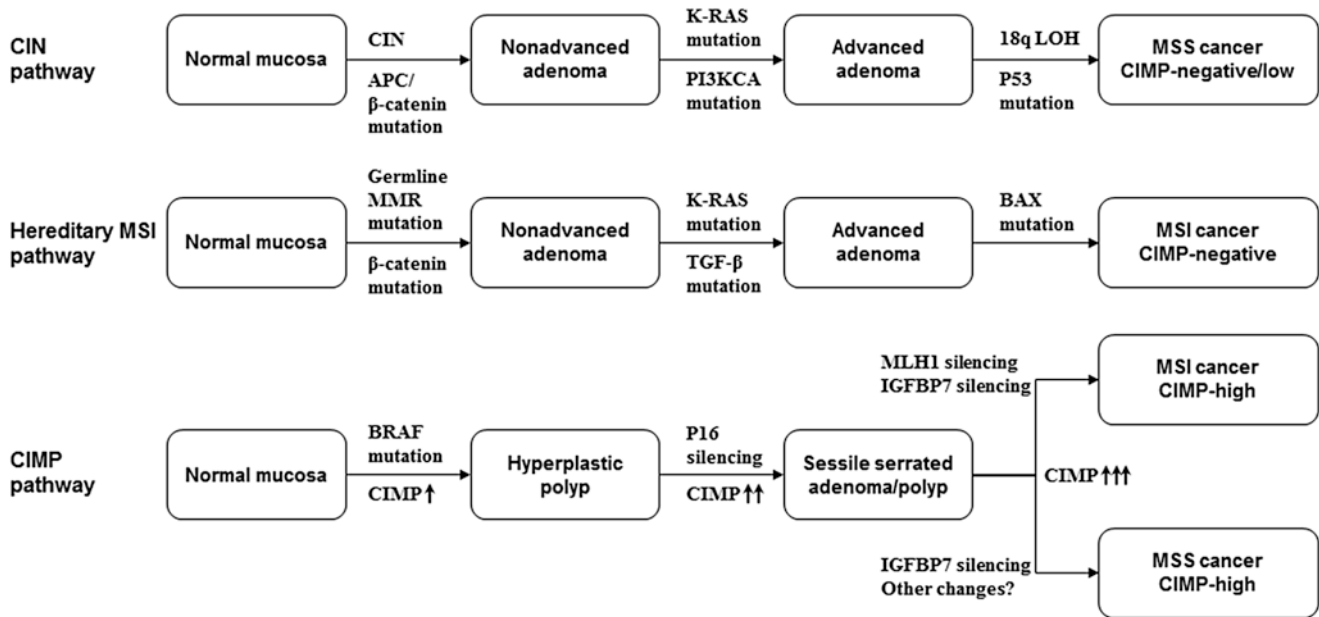 CIN
pathway
Normal mucosa
CIN
APC/
β-catenin
mutation
Nonadvanced
adenoma
K-RAS
mutation
PI3KCA
mutation
Advanced
adenoma
18q LOH
P53
mutation
MSS cancer
CIMP-negative/low
Hereditary MSI
pathway
Normal mucosa
Germline
MMR
mutation
β-catenin
mutation
Nonadvanced
adenoma
K-RAS
mutation
TGF-β
mutation
Advanced
adenoma
BAX
mutation
MSI cancer
CIMP-negative
CIMP
pathway
Normal mucosa
BRAF
mutation
CIMP↑
Hyperplastic
polyp
P16
silencing
CIMP↑↑
Sessile serrated
adenoma/polyp
MLH1 silencing
IGFBP7 silencing
MSI cancer
CIMP-high
CIMP↑↑↑
IGFBP7 silencing
Other changes?
MSS cancer
CIMP-high